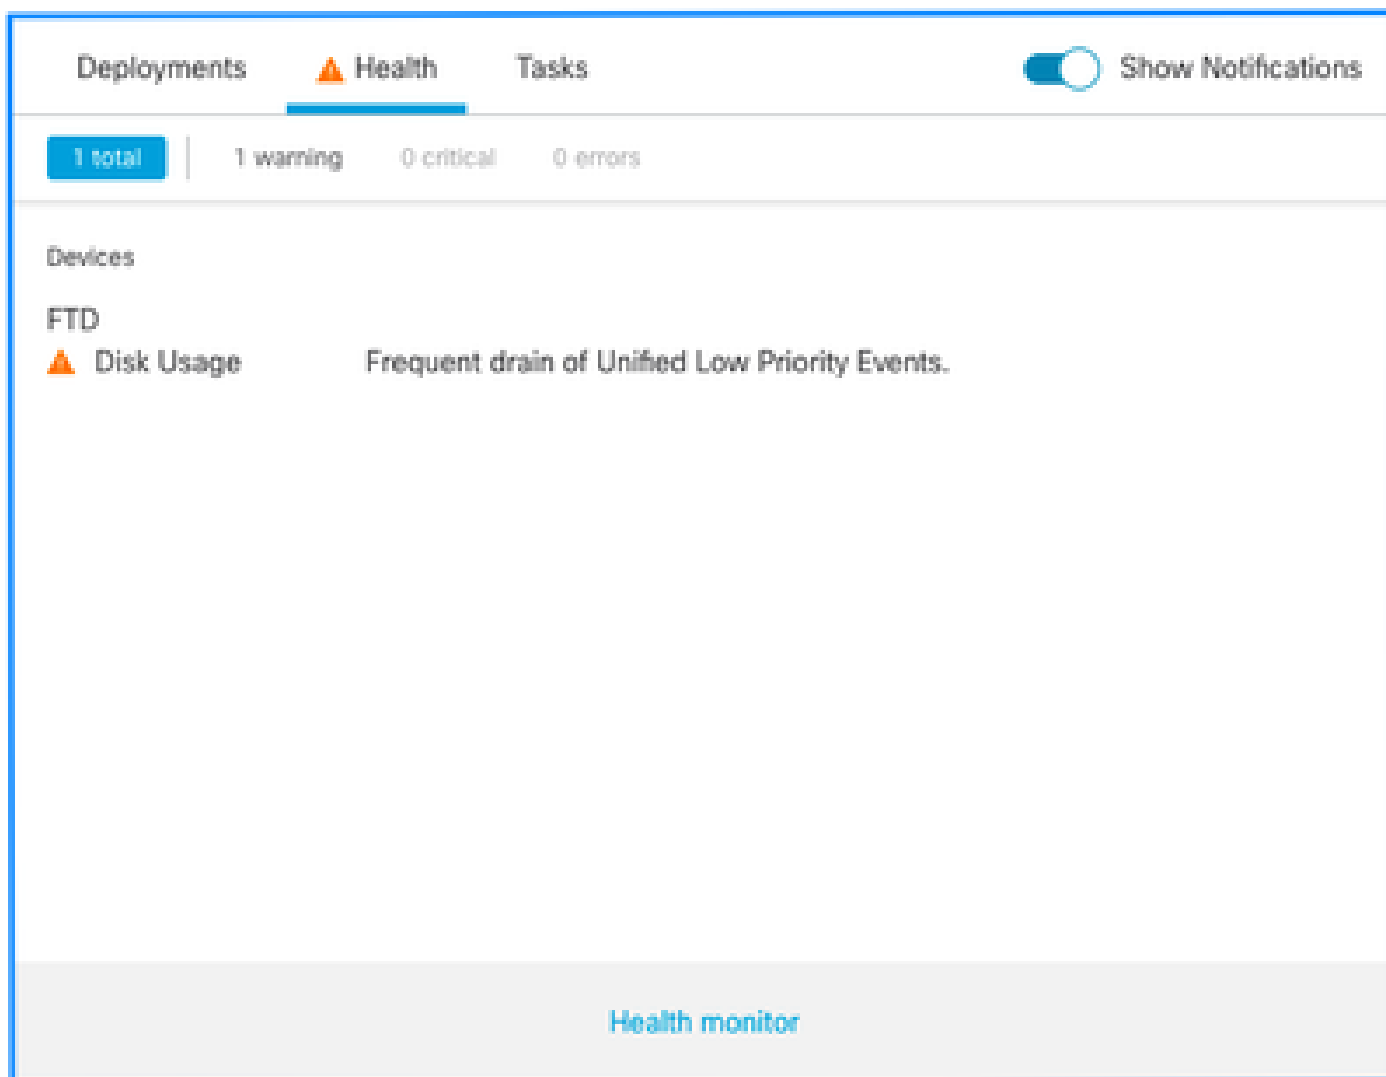 Deployments Health Tasks Show Notifications
1 total 1 warning 0 critical 0 errors
Devices
FTD
Disk Usage Frequent drain of Unified Low Priority Events.
Health monitor